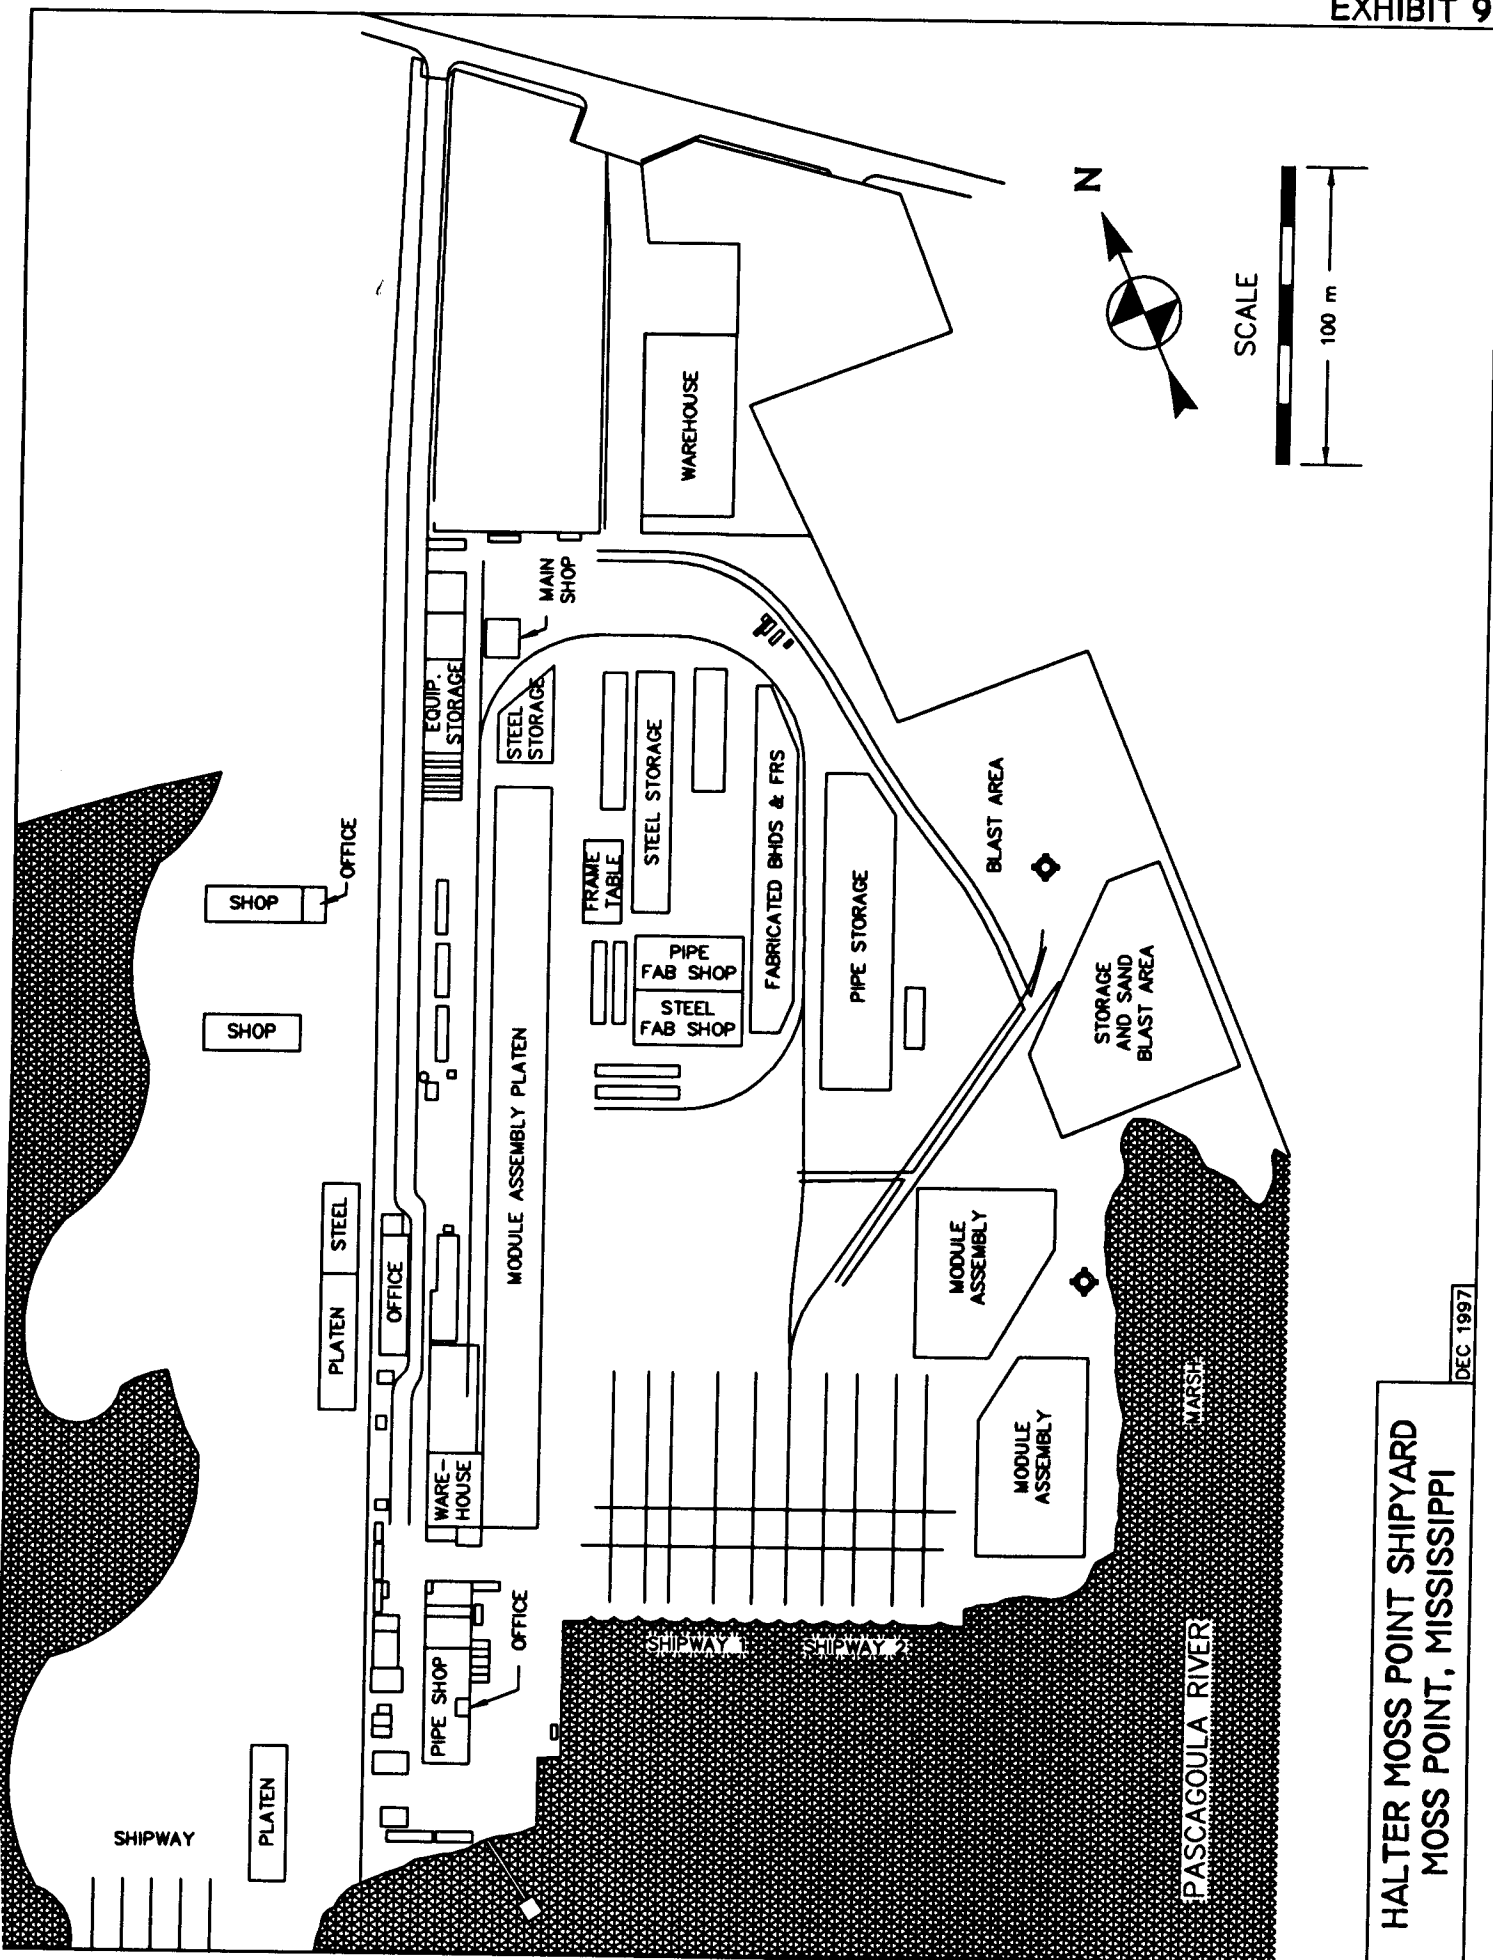 EXHIBIT 9
N
SCALE
100 m
WAREHOUSE
MAIN
SHOP
EQUIP.
STORAGE
STEEL
STORAGE
STEEL STORAGE
FABRICATED BHDS & FRS
FRAME
TABLE
PIPE
FAB SHOP
STEEL
FAB SHOP
PIPE STORAGE
BLAST AREA
STORAGE
AND SAND
BLAST AREA
OFFICE
SHOP
SHOP
MODULE ASSEMBLY PLATEN
STEEL
PLATEN
OFFICE
MODULE
ASSEMBLY
MODULE
ASSEMBLY
MARSH
WARE-
HOUSE
OFFICE
PIPE SHOP
SHIPWAY 1
SHIPWAY 2
PLATEN
SHIPWAY
PASCAGOULA RIVER
DEC 1997
HALTER MOSS POINT SHIPYARD
MOSS POINT, MISSISSIPPI